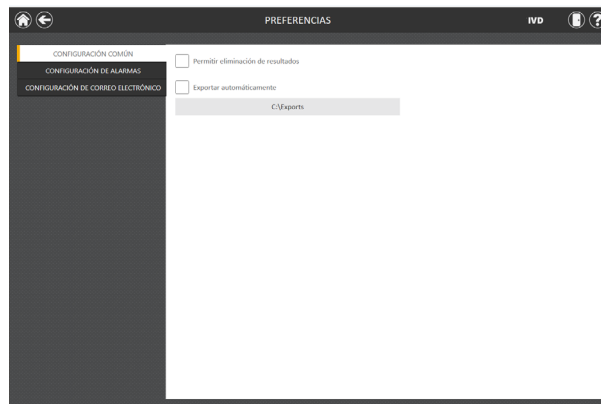 PREFERENCIAS
IVD
?
CONFIGURACIÓN COMÚN
CONFIGURACIÓN DE ALARMAS
CONFIGURACIÓN DE CORREO ELECTRÓNICO
Permitir eliminación de resultados
Exportar automáticamente
C:\Exports